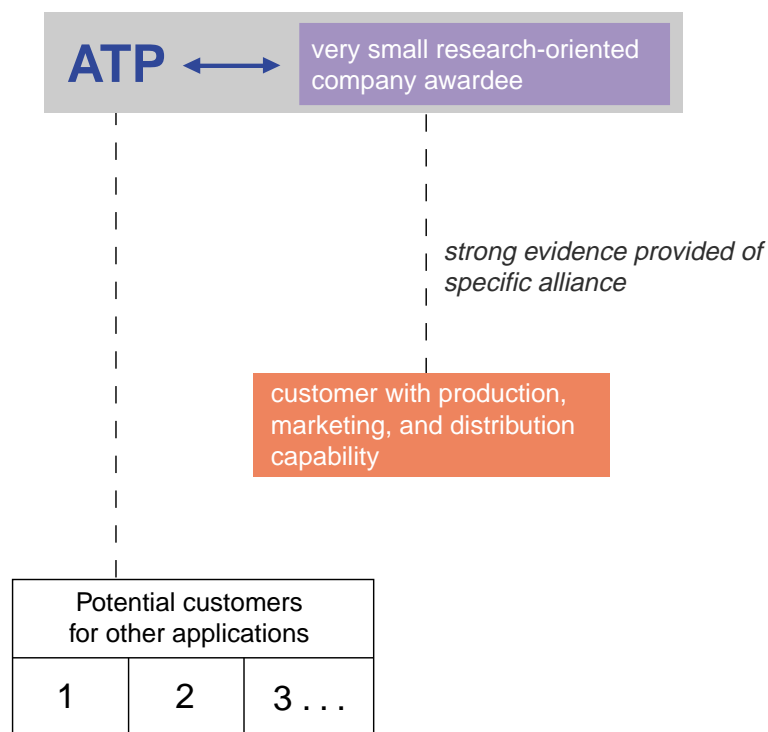 ATP
very small research-oriented
company awardee
strong evidence provided of
specific alliance
customer with production,
marketing, and distribution
capability
Potential customers
for other applications
1
2
3 . . .